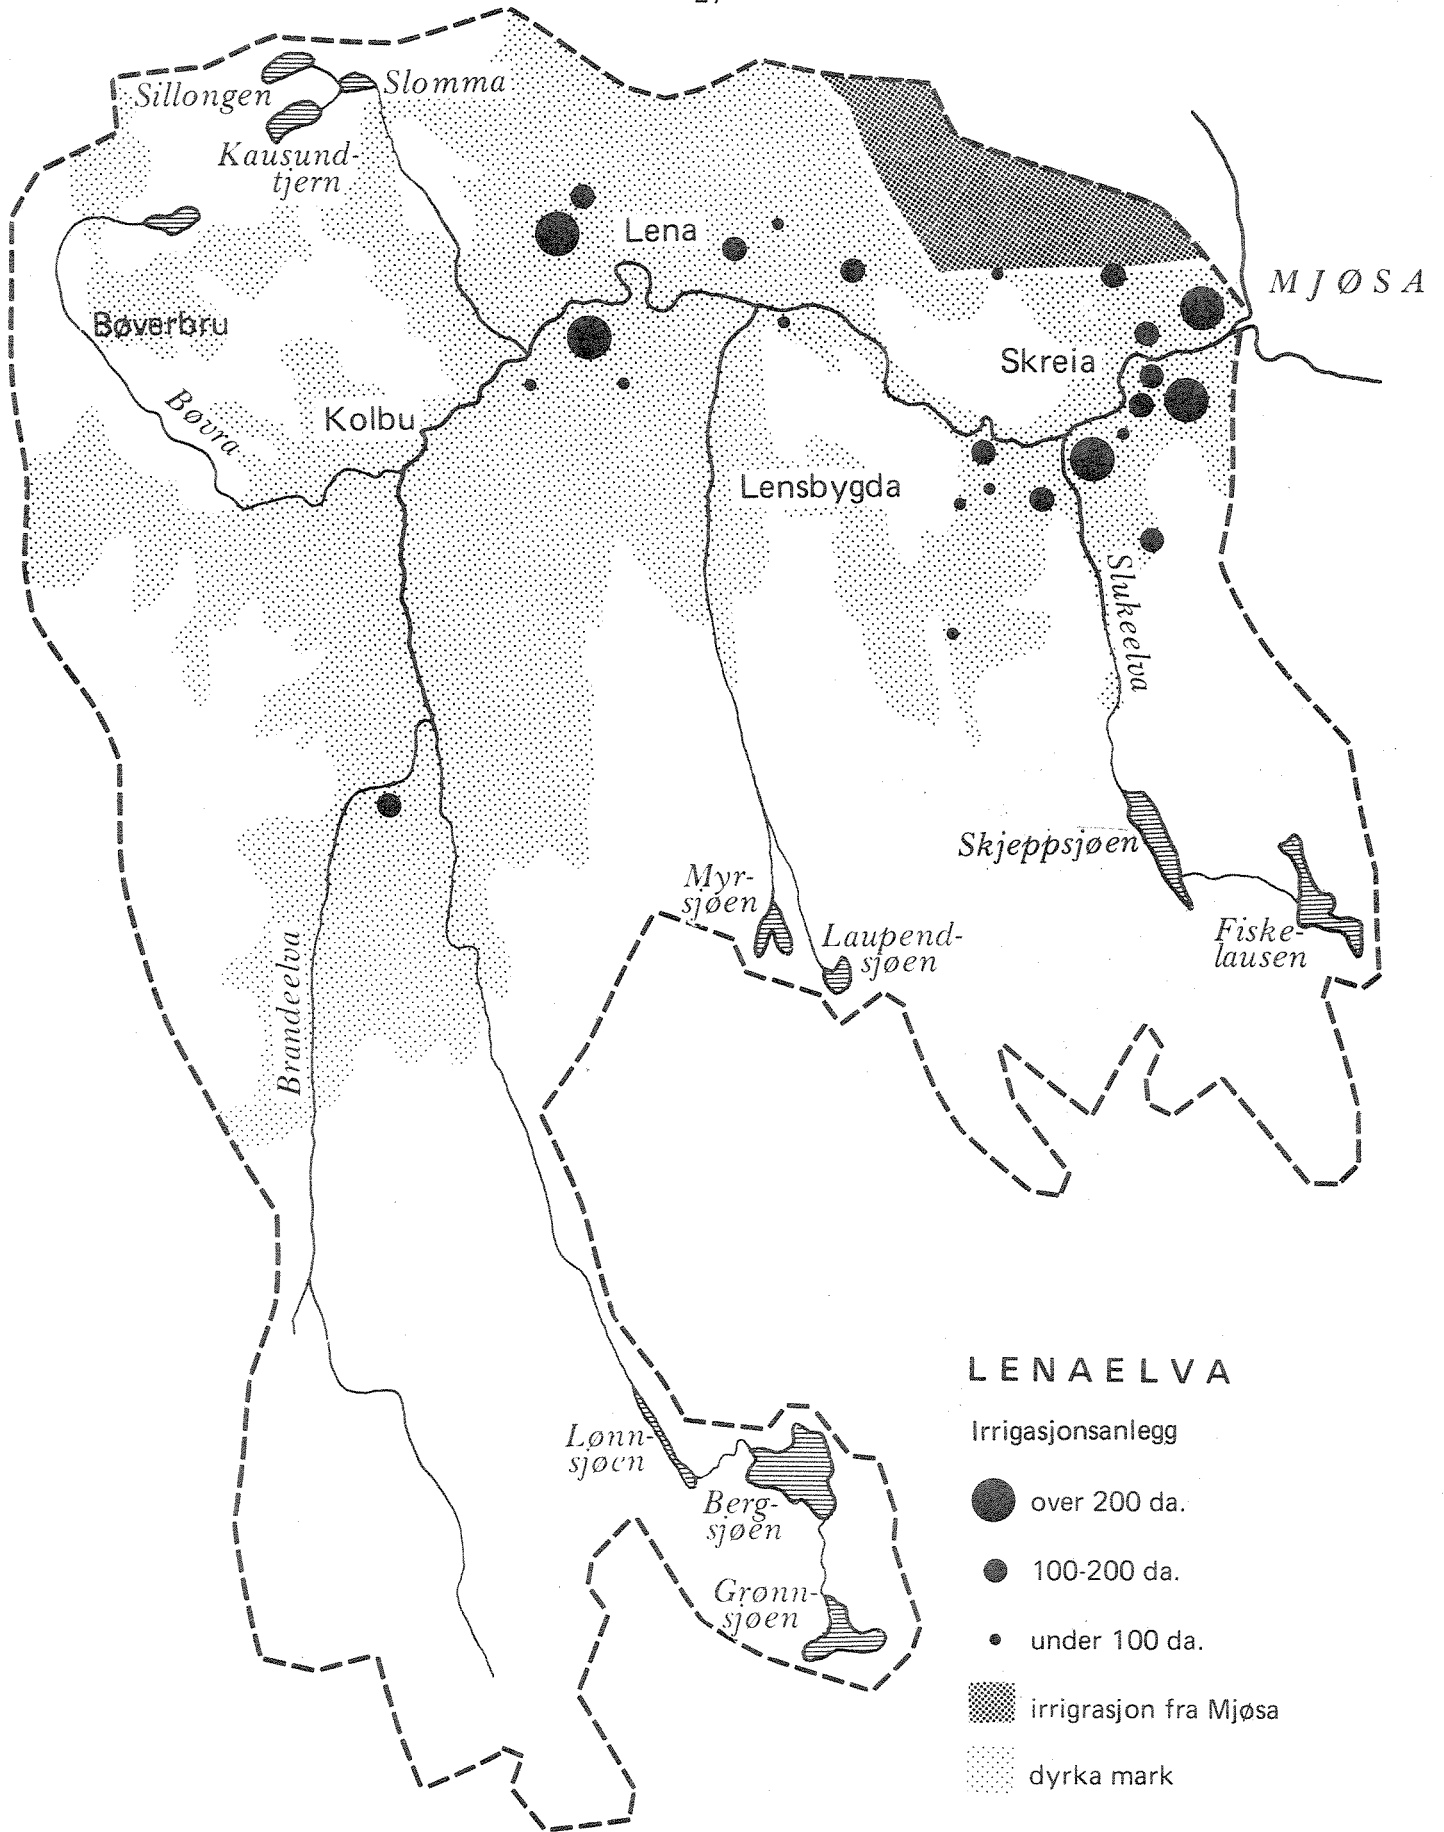 Sillongen
Slomma
Kausund-
tjern
Lena
MJØSA
Bøverbru
Skreia
Bøvra
Kolbu
Lensbygda
Slukeelva
Skjeppsjøen
Myr-
sjøen
Laupend-
sjøen
Fiske-
lausen
Brandeelva
LENAELVA
Irrigasjonsanlegg
Lønn-
sjøen
over 200 da.
Berg-
sjøen
100-200 da.
Grønn-
sjøen
under 100 da.
irrigrasjon fra Mjøsa
dyrka mark